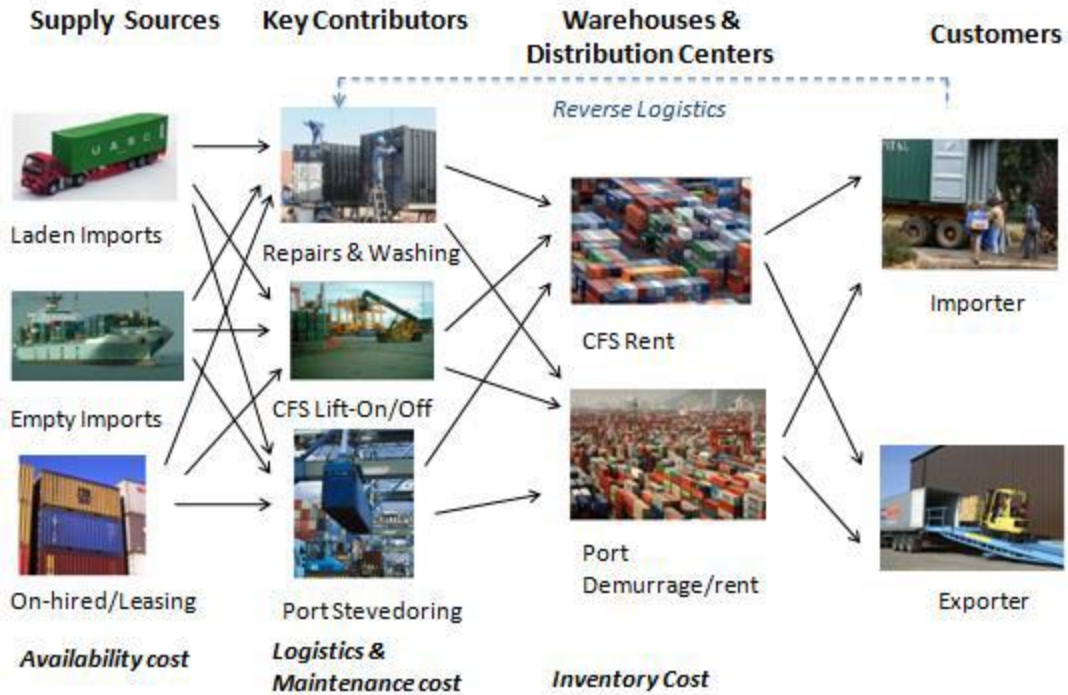 Supply Sources
Key Contributors
Warehouses &
Distribution Centers
Customers
Reverse Logistics
UASC
Laden Imports
Repairs & Washing
CFS Rent
ITAL
Importer
Empty Imports
CFS Lift-On/Off
On-hired/Leasing
Port Stevedoring
Port
Demurrage/rent
Exporter
Availability cost
Logistics &
Maintenance cost
Inventory Cost